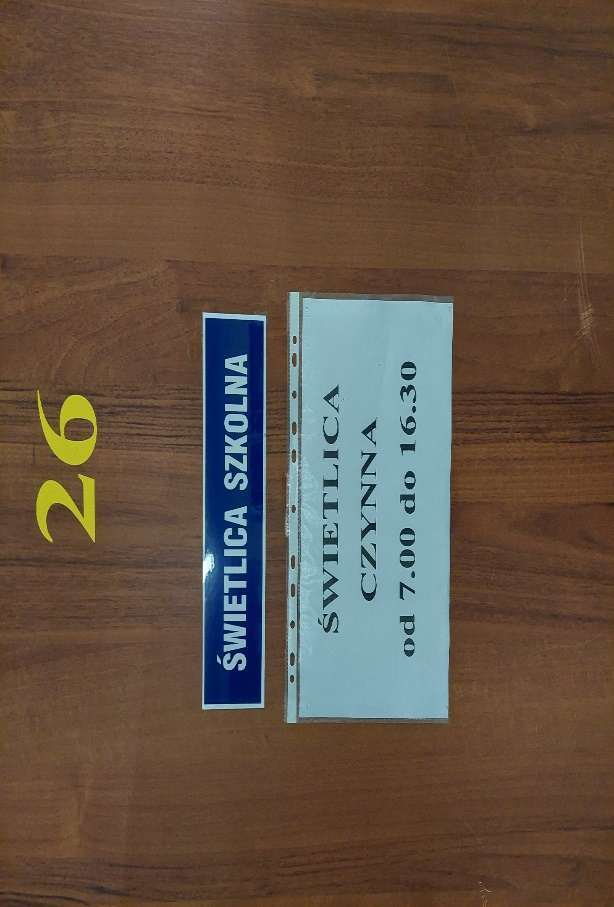 26
ŚWIETLICA SZKOLNA
ŚWIETLICA
CZYNNA
od 7.00 do 16.30